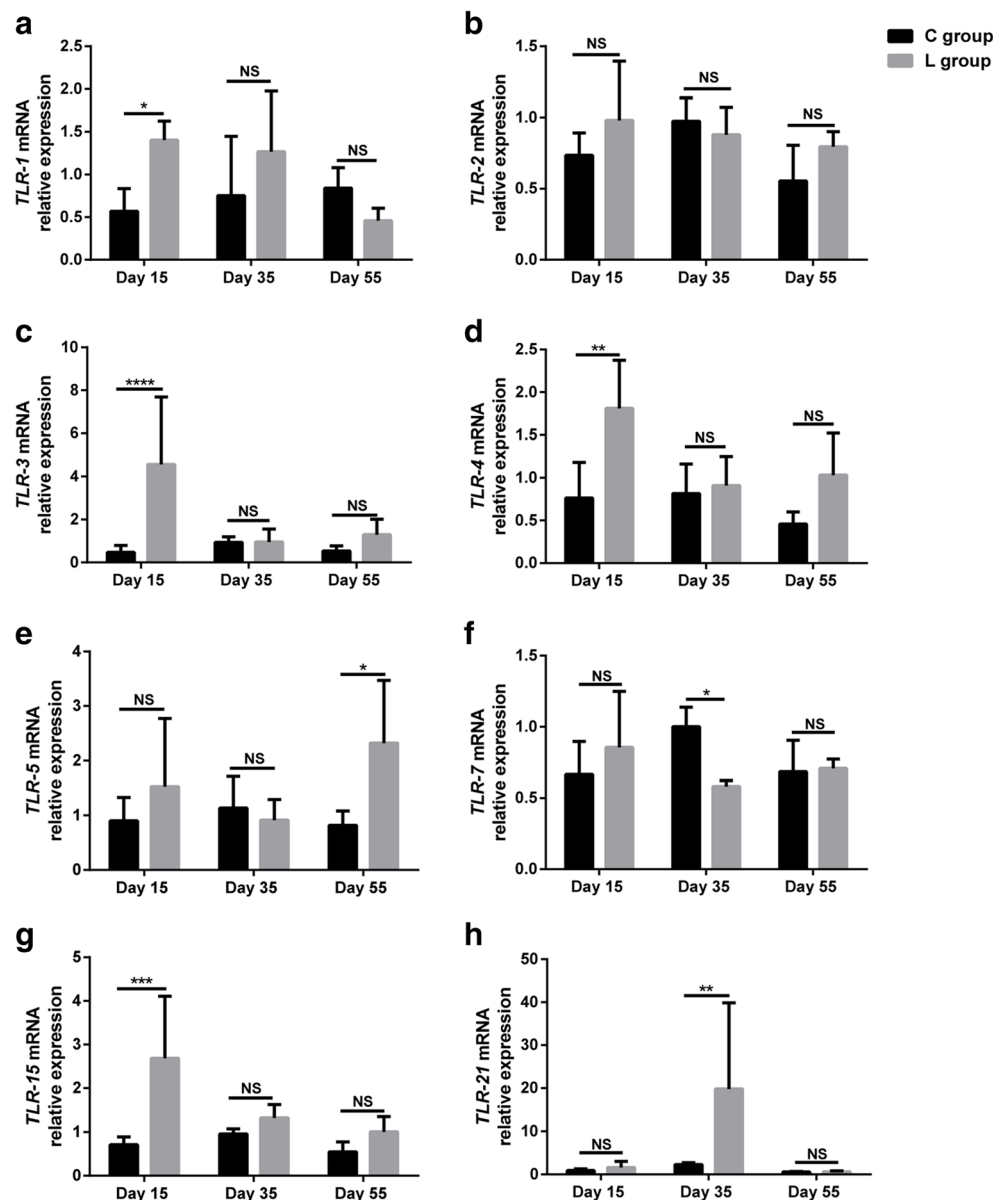 a
TLR-1 mRNA
relative expression
2.5
2.0
1.5
1.0
0.5
0.0
*
NS
NS
Day 15 Day 35 Day 55
b
TLR-2 mRNA
relative expression
1.5
1.0
0.5
0.0
NS
NS
NS
Day 15 Day 35 Day 55
C group
L group
c
TLR-3 mRNA
relative expression
10
8
6
4
2
0
****
NS
NS
Day 15 Day 35 Day 55
d
TLR-4 mRNA
relative expression
2.5
2.0
1.5
1.0
0.5
0.0
**
NS
NS
Day 15 Day 35 Day 55
e
TLR-5 mRNA
relative expression
4
3
2
1
0
NS
NS
*
Day 15 Day 35 Day 55
f
TLR-7 mRNA
relative expression
1.5
1.0
0.5
0.0
NS
*
NS
Day 15 Day 35 Day 55
g
TLR-15 mRNA
relative expression
5
4
3
2
1
0
***
NS
NS
Day 15 Day 35 Day 55
h
TLR-21 mRNA
relative expression
50
40
30
20
10
0
NS
**
NS
Day 15 Day 35 Day 55